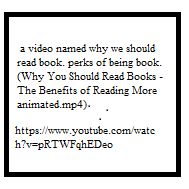 a video named why we should
read book. perks of being book.
(Why You Should Read Books -
The Benefits of Reading More
animated.mp4).
.
.
https://www.youtube.com/watc
h?v=pRTWFqhEDeo